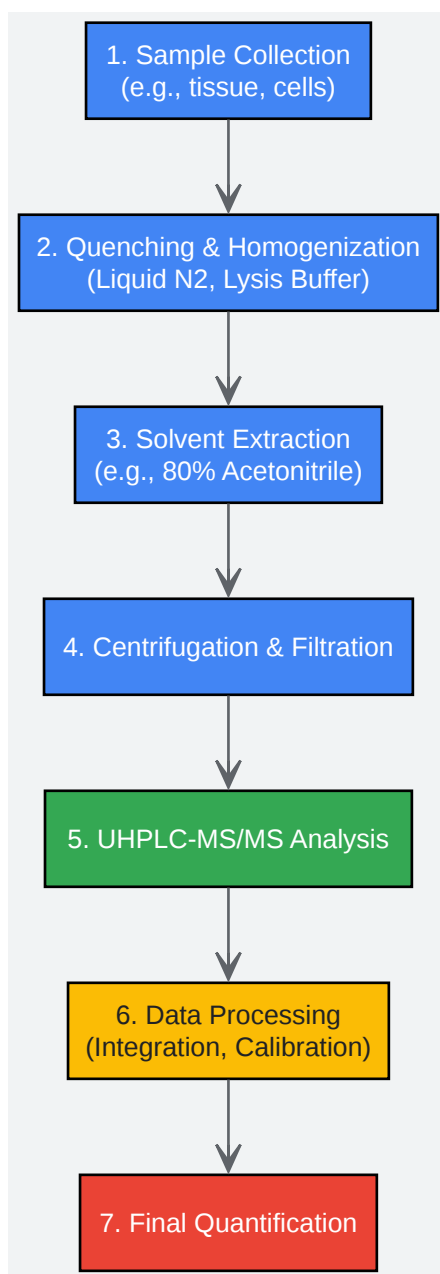 1. Sample Collection
(e.g., tissue, cells)
2. Quenching & Homogenization
(Liquid N2, Lysis Buffer)
3. Solvent Extraction
(e.g., 80% Acetonitrile)
4. Centrifugation & Filtration
5. UHPLC-MS/MS Analysis
6. Data Processing
(Integration, Calibration)
7. Final Quantification